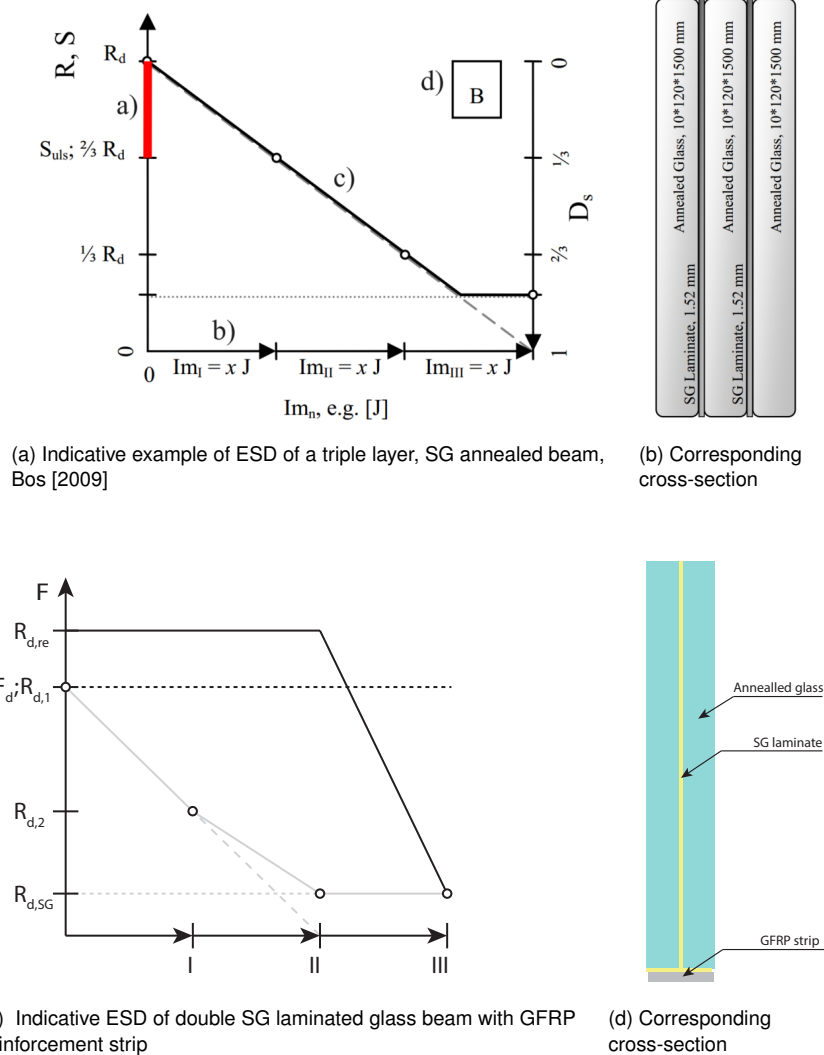 R, S
R_d
a)
S_uls; ⅔ R_d
⅓ R_d
0
b)
c)
d)
B
0
⅓
⅔
1
D_s
0
Im_I = x J
Im_II = x J
Im_III = x J
Im_n, e.g. [J]
Annealed Glass, 10*120*1500 mm
SG Laminate, 1.52 mm
Annealed Glass, 10*120*1500 mm
SG Laminate, 1.52 mm
Annealed Glass, 10*120*1500 mm
(a) Indicative example of ESD of a triple layer, SG annealed beam,
Bos [2009]
(b) Corresponding
cross-section
F
R_d,re
F_d;R_d,1
R_d,2
R_d,SG
I
II
III
Annealled glass
SG laminate
GFRP strip
) Indicative ESD of double SG laminated glass beam with GFRP
inforcement strip
(d) Corresponding
cross-section